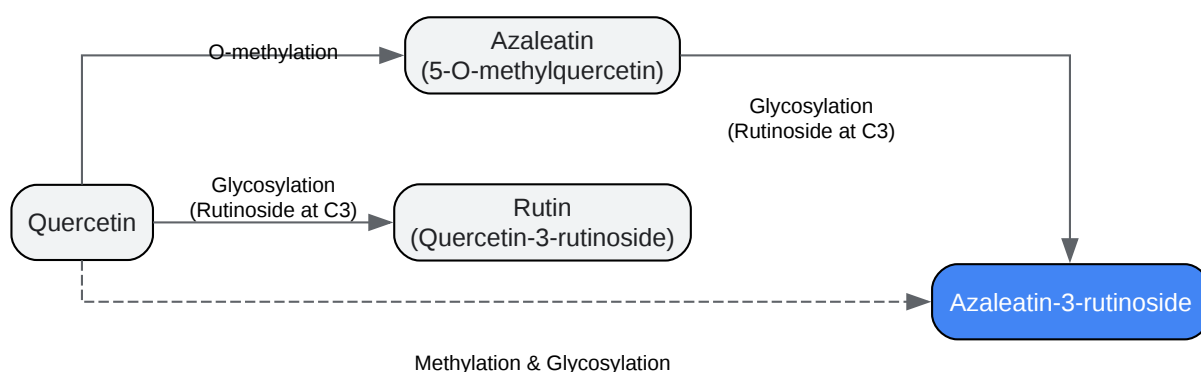 O-methylation
Azaleatin
(5-O-methylquercetin)
Glycosylation
(Rutinoside at C3)
Quercetin
Glycosylation
(Rutinoside at C3)
Rutin
(Quercetin-3-rutinoside)
Azaleatin-3-rutinoside
Methylation & Glycosylation